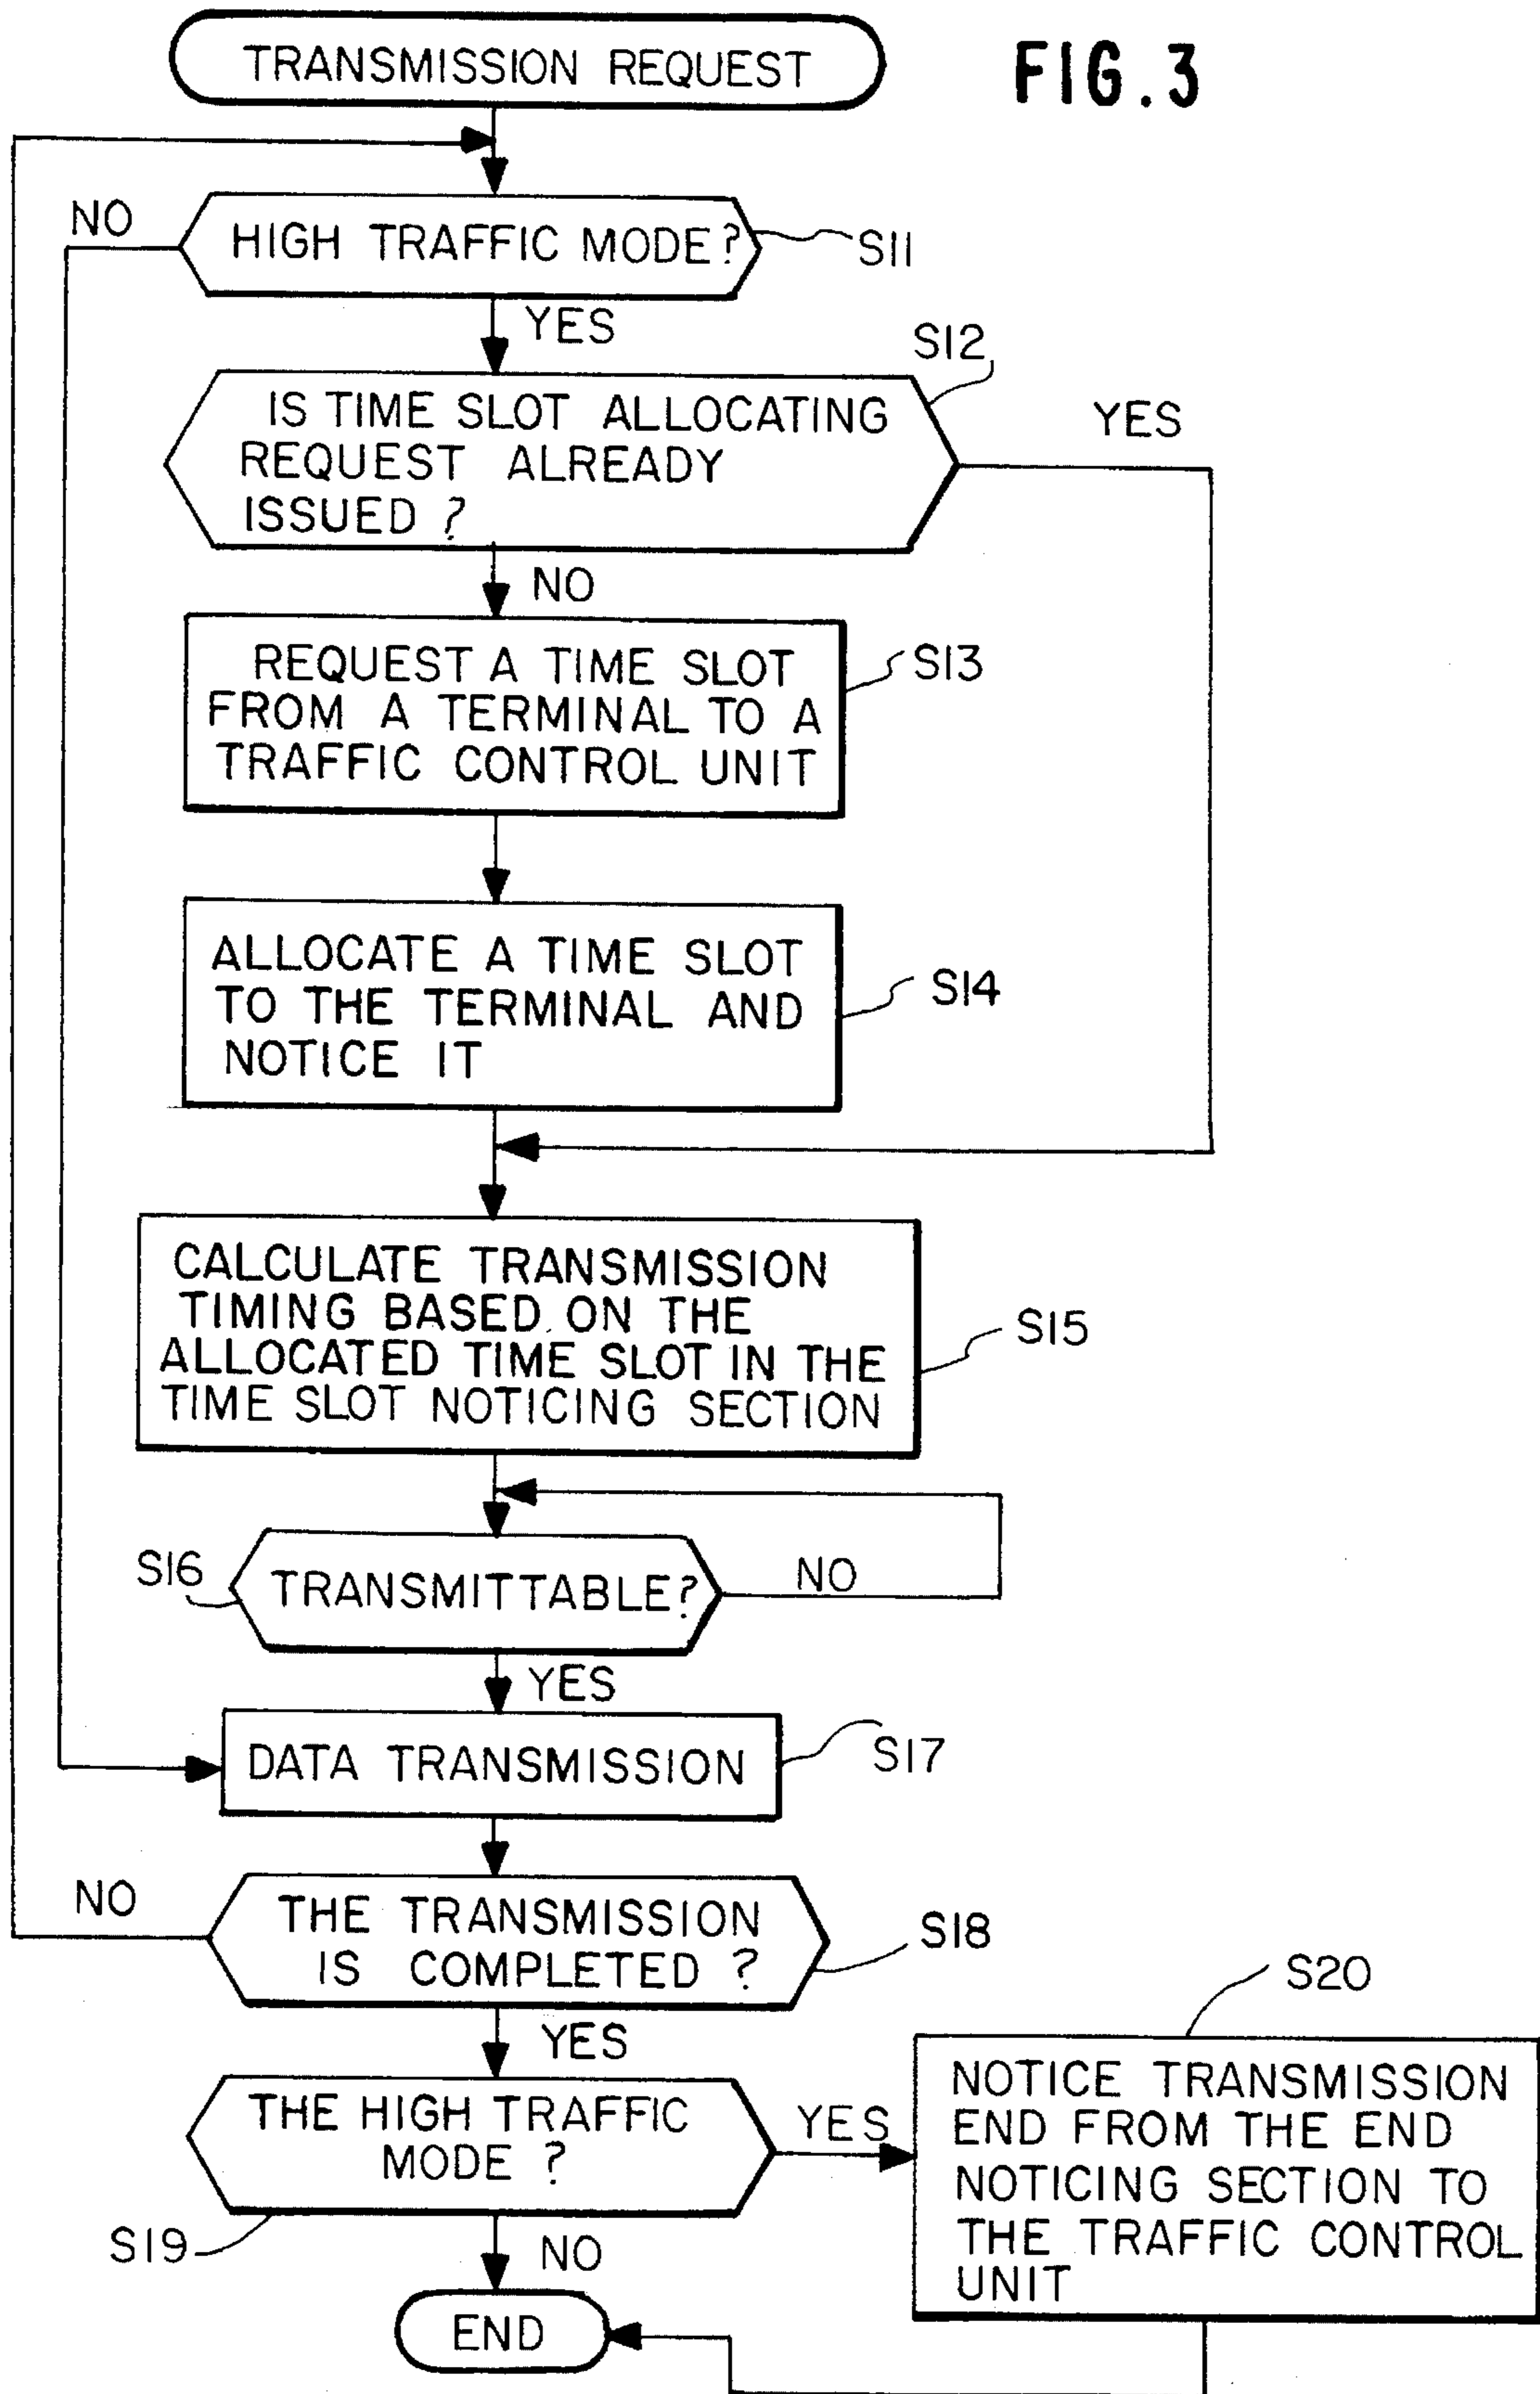 TRANSMISSION REQUEST
FIG. 3
NO
HIGH TRAFFIC MODE?
S11
YES
S12
IS TIME SLOT ALLOCATING
REQUEST ALREADY
ISSUED ?
YES
NO
REQUEST A TIME SLOT
FROM A TERMINAL TO A
TRAFFIC CONTROL UNIT
S13
ALLOCATE A TIME SLOT
TO THE TERMINAL AND
NOTICE IT
S14
CALCULATE TRANSMISSION
TIMING BASED ON THE
ALLOCATED TIME SLOT IN THE
TIME SLOT NOTICING SECTION
S15
S16
TRANSMITTABLE?
NO
YES
DATA TRANSMISSION
S17
NO
THE TRANSMISSION
IS COMPLETED ?
S18
YES
S20
THE HIGH TRAFFIC
MODE ?
YES
S19
NO
NOTICE TRANSMISSION
END FROM THE END
NOTICING SECTION TO
THE TRAFFIC CONTROL
UNIT
END